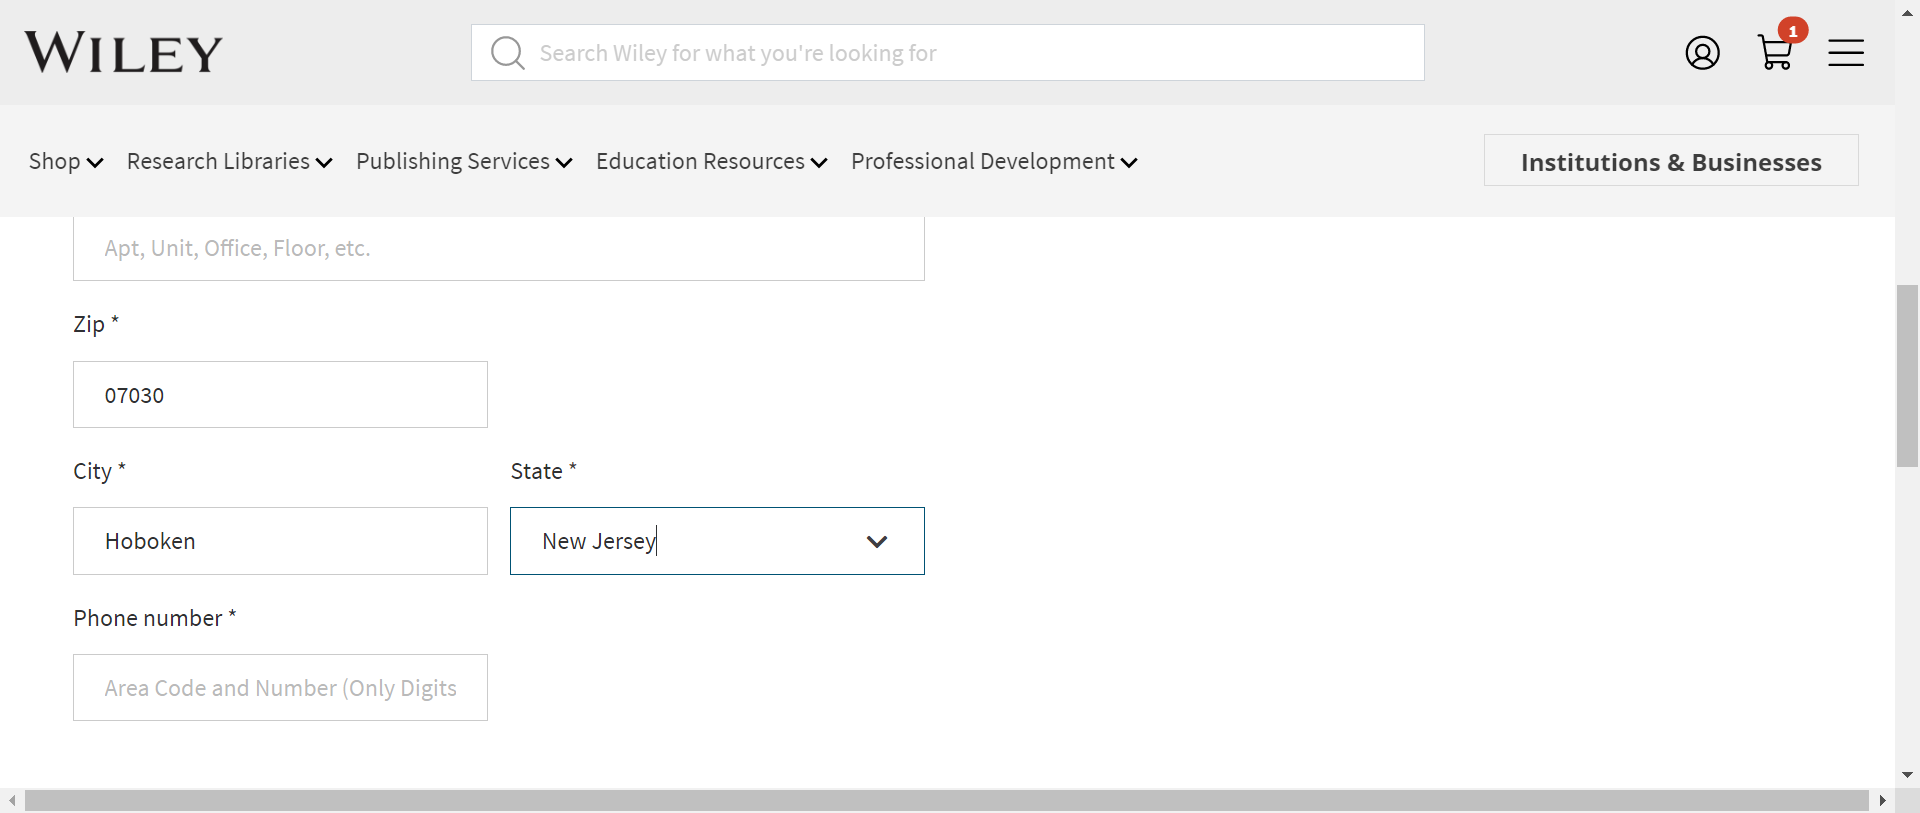 WILEY
Search Wiley for what you're looking for
1
Shop Research Libraries Publishing Services Education Resources Professional Development Institutions & Businesses
Apt, Unit, Office, Floor, etc.
Zip *
07030
City * State *
Hoboken New Jersey
Phone number *
Area Code and Number (Only Digits